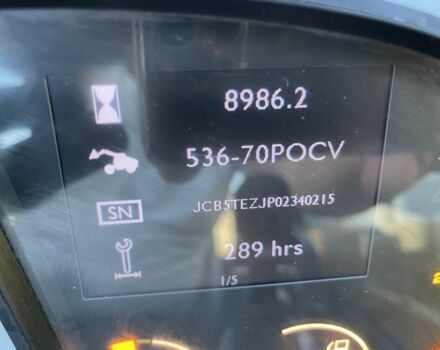 8986.2
536-70POCV
SN JCB5TEZJP02340215
289 hrs
1/5